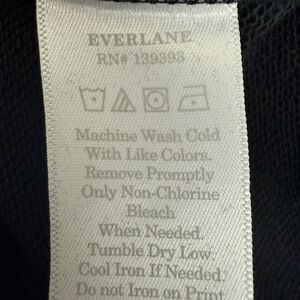 EVERLANE
RN# 139393
Machine Wash Cold
With Like Colors.
Remove Promptly
Only Non-Chlorine
Bleach
When Needed.
Tumble Dry Low.
Cool Iron If Needed.
Do not Iron on Print